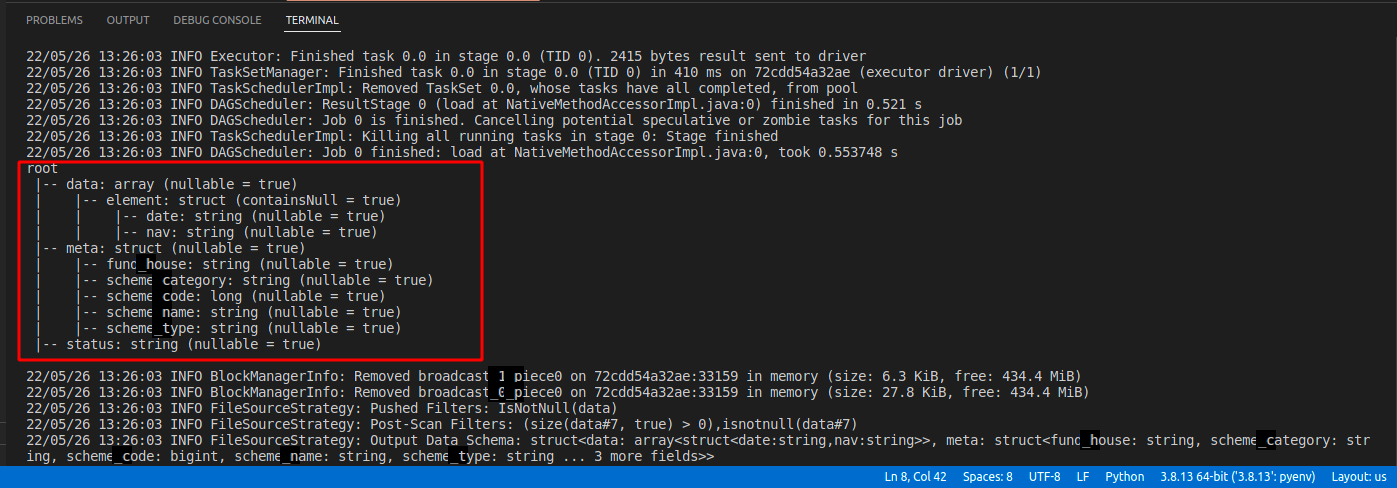 PROBLEMS OUTPUT DEBUG CONSOLE TERMINAL
22/05/26 13:26:03 INFO Executor: Finished task 0.0 in stage 0.0 (TID 0). 2415 bytes result sent to driver
22/05/26 13:26:03 INFO TaskSetManager: Finished task 0.0 in stage 0.0 (TID 0) in 410 ms on 72cdd54a32ae (executor driver) (1/1)
22/05/26 13:26:03 INFO TaskSchedulerImpl: Removed TaskSet 0.0, whose tasks have all completed, from pool
22/05/26 13:26:03 INFO DAGScheduler: ResultStage 0 (load at NativeMethodAccessorImpl.java:0) finished in 0.521 s
22/05/26 13:26:03 INFO DAGScheduler: Job 0 is finished. Cancelling potential speculative or zombie tasks for this job
22/05/26 13:26:03 INFO TaskSchedulerImpl: Killing all running tasks in stage 0: Stage finished
22/05/26 13:26:03 INFO DAGScheduler: Job 0 finished: load at NativeMethodAccessorImpl.java:0, took 0.553748 s
root
 |-- data: array (nullable = true)
 |    |-- element: struct (containsNull = true)
 |    |    |-- date: string (nullable = true)
 |    |    |-- nav: string (nullable = true)
 |-- meta: struct (nullable = true)
 |    |-- fund_house: string (nullable = true)
 |    |-- scheme_category: string (nullable = true)
 |    |-- scheme_code: long (nullable = true)
 |    |-- scheme_name: string (nullable = true)
 |    |-- scheme_type: string (nullable = true)
 |-- status: string (nullable = true)
22/05/26 13:26:03 INFO BlockManagerInfo: Removed broadcast_1_piece0 on 72cdd54a32ae:33159 in memory (size: 6.3 KiB, free: 434.4 MiB)
22/05/26 13:26:03 INFO BlockManagerInfo: Removed broadcast_0_piece0 on 72cdd54a32ae:33159 in memory (size: 27.8 KiB, free: 434.4 MiB)
22/05/26 13:26:03 INFO FileSourceStrategy: Pushed Filters: IsNotNull(data)
22/05/26 13:26:03 INFO FileSourceStrategy: Post-Scan Filters: (size(data#7, true) > 0),isnotnull(data#7)
22/05/26 13:26:03 INFO FileSourceStrategy: Output Data Schema: struct<data: array<struct<date:string,nav:string>>, meta: struct<fund_house: string, scheme_category: str
ing, scheme_code: bigint, scheme_name: string, scheme_type: string ... 3 more fields>>
Ln 8, Col 42 Spaces: 8 UTF-8 LF Python 3.8.13 64-bit ('3.8.13': pyenv) Layout: us